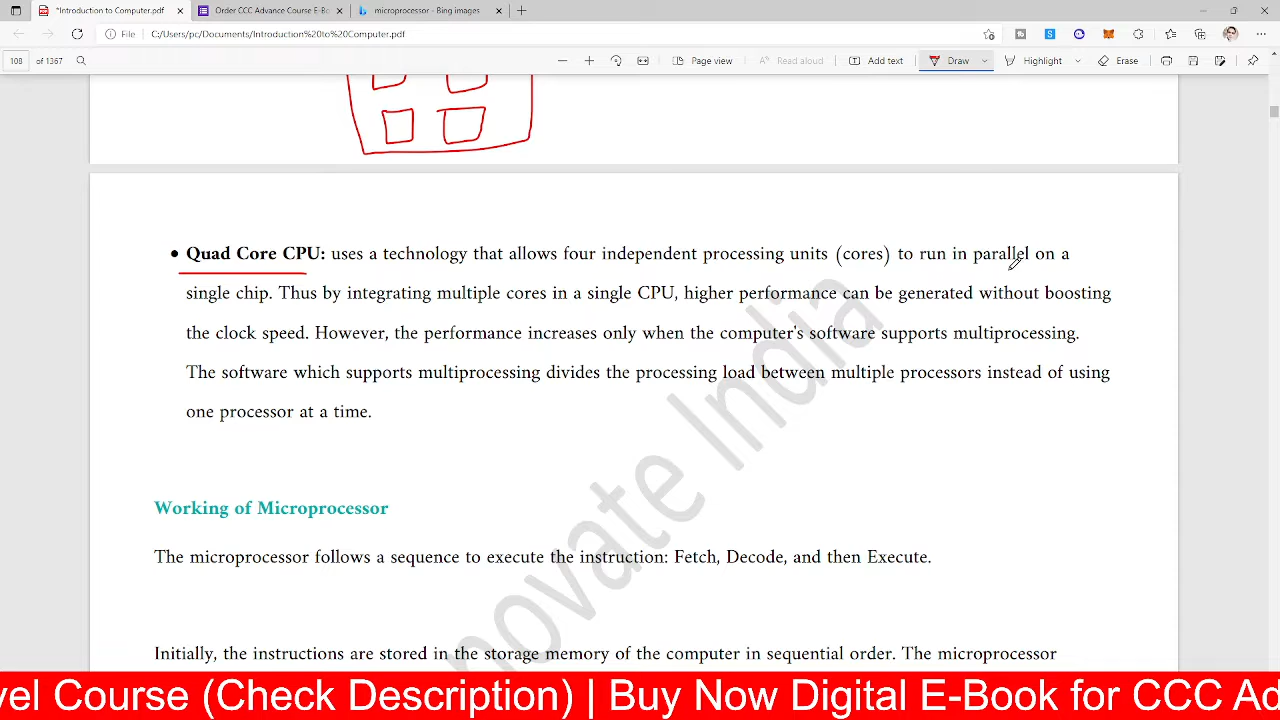 *Introduction to Computer.pdf
Order CCC Advance Course E-Bo
microprocessor - Bing images
File
C:/Users/pc/Documents/Introduction%20to%20Computer.pdf
108 of 1367
Page view
Read aloud
Add text
Draw
Highlight
Erase
• Quad Core CPU: uses a technology that allows four independent processing units (cores) to run in parallel on a
single chip. Thus by integrating multiple cores in a single CPU, higher performance can be generated without boosting
the clock speed. However, the performance increases only when the computer's software supports multiprocessing.
The software which supports multiprocessing divides the processing load between multiple processors instead of using
one processor at a time.
Working of Microprocessor
The microprocessor follows a sequence to execute the instruction: Fetch, Decode, and then Execute.
Initially, the instructions are stored in the storage memory of the computer in sequential order. The microprocessor
novate India
vel Course (Check Description) | Buy Now Digital E-Book for CCC Ad